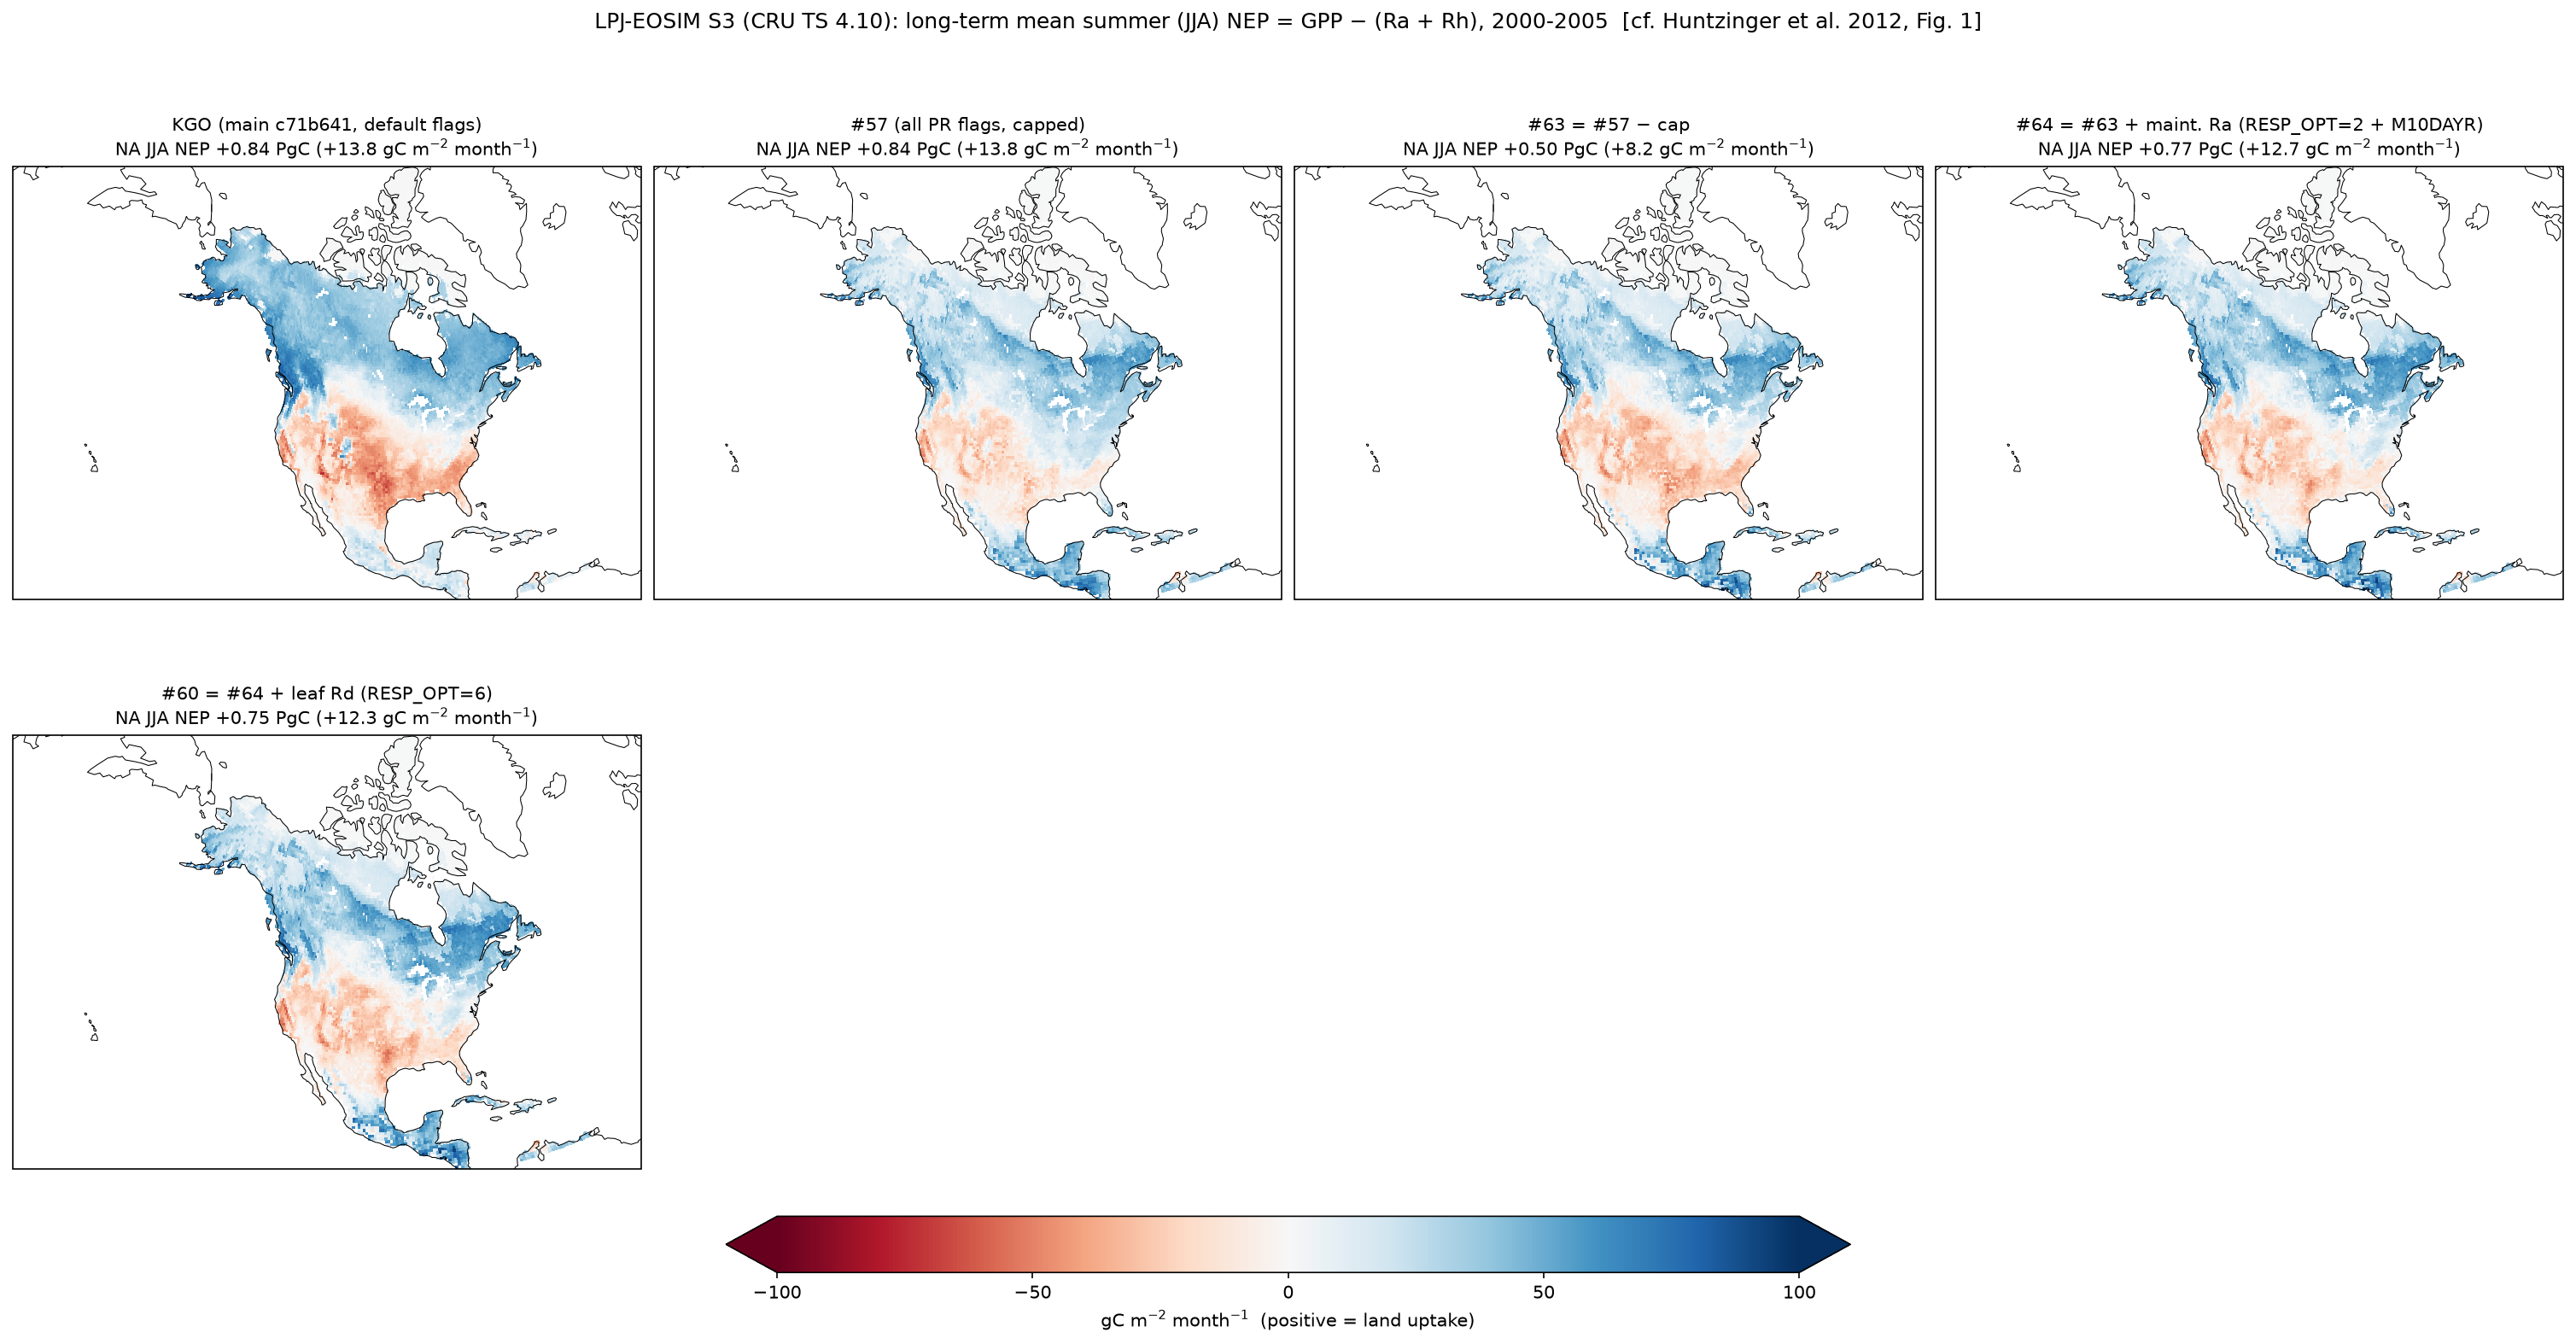 LPJ-EOSIM S3 (CRU TS 4.10): long-term mean summer (JJA) NEP = GPP − (Ra + Rh), 2000-2005  [cf. Huntzinger et al. 2012, Fig. 1]
KGO (main c71b641, default flags)
NA JJA NEP +0.84 PgC (+13.8 gC m⁻² month⁻¹)
#57 (all PR flags, capped)
NA JJA NEP +0.84 PgC (+13.8 gC m⁻² month⁻¹)
#63 = #57 − cap
NA JJA NEP +0.50 PgC (+8.2 gC m⁻² month⁻¹)
#64 = #63 + maint. Ra (RESP_OPT=2 + M10DAYR)
NA JJA NEP +0.77 PgC (+12.7 gC m⁻² month⁻¹)
#60 = #64 + leaf Rd (RESP_OPT=6)
NA JJA NEP +0.75 PgC (+12.3 gC m⁻² month⁻¹)
−100 −50 0 50 100
gC m⁻² month⁻¹  (positive = land uptake)